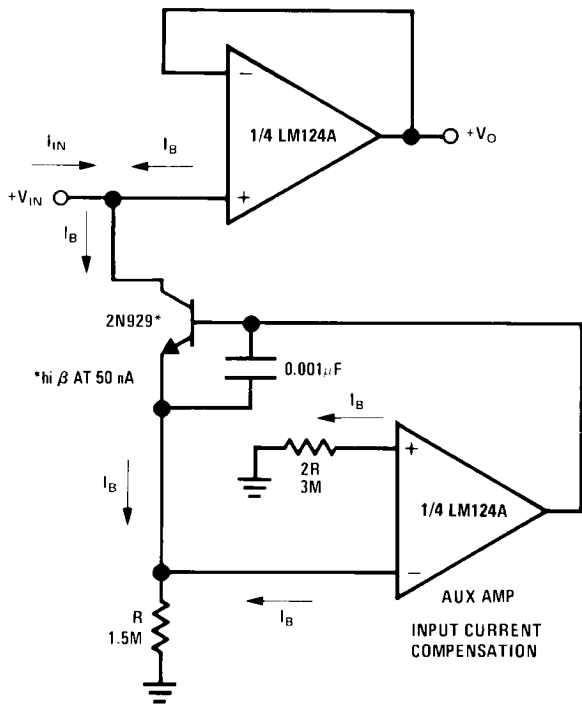 1/4 LM124A
−
+
+V_O
I_IN
I_B
+V_IN
I_B
2N929*
*hi β AT 50 nA
0.001μF
I_B
2R
3M
+
1/4 LM124A
−
I_B
I_B
R
1.5M
AUX AMP
INPUT CURRENT
COMPENSATION